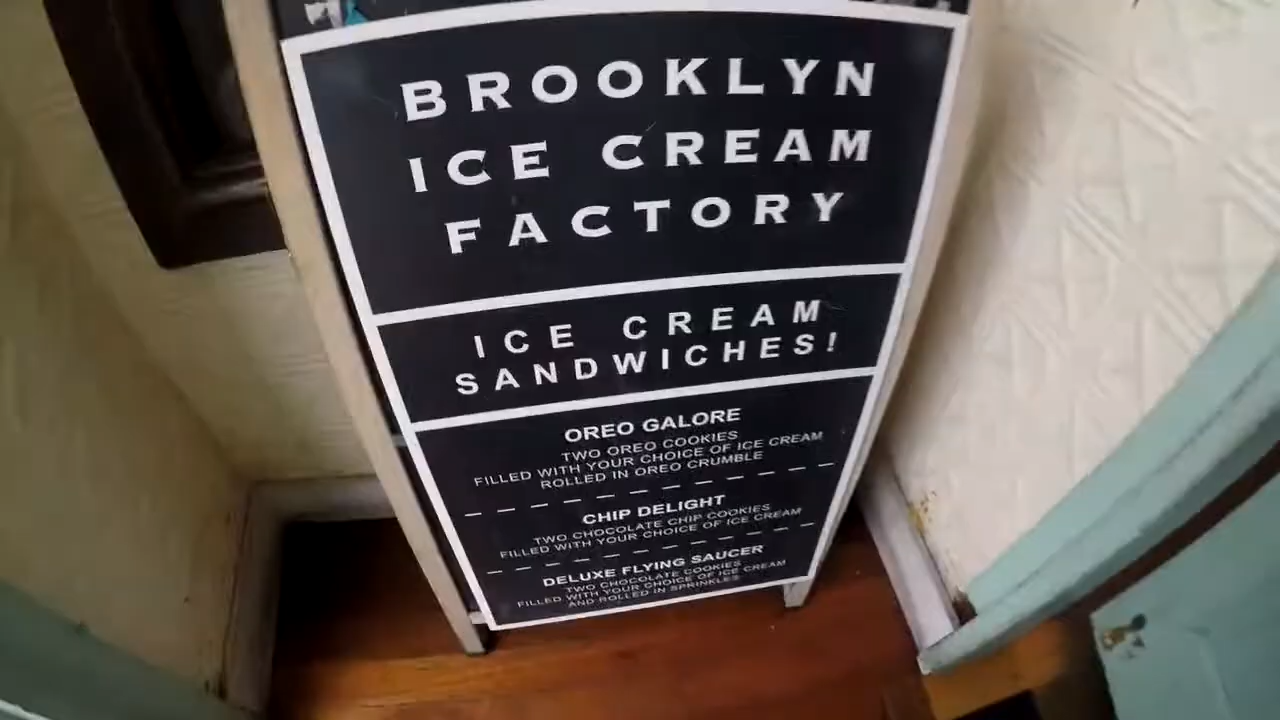 BROOKLYN
ICE CREAM
FACTORY
ICE CREAM
SANDWICHES!
OREO GALORE
TWO OREO COOKIES
FILLED WITH YOUR CHOICE OF ICE CREAM
ROLLED IN OREO CRUMBLE
CHIP DELIGHT
TWO CHOCOLATE CHIP COOKIES
FILLED WITH YOUR CHOICE OF ICE CREAM
DELUXE FLYING SAUCER
TWO CHOCOLATE COOKIES
FILLED WITH YOUR CHOICE OF ICE CREAM
AND ROLLED IN SPRINKLES